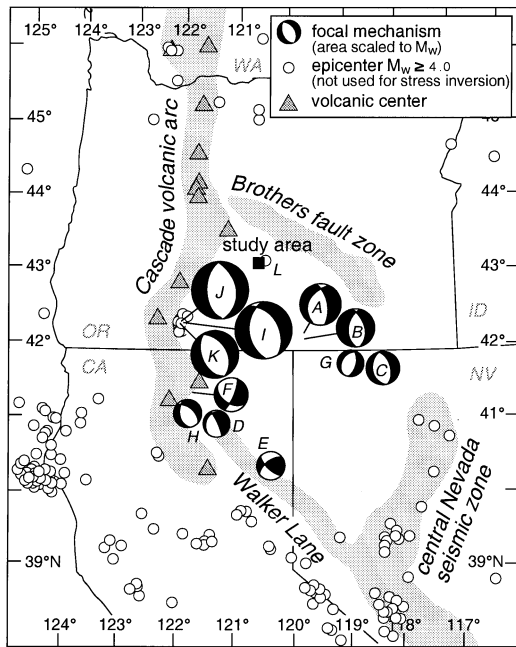 125° 124° 123° 122° 121°
focal mechanism
(area scaled to Mw)
epicenter Mw ≥ 4.0
(not used for stress inversion)
volcanic center
WA
45°
44°
43°
42°
41°
39°N
Cascade volcanic arc
Brothers fault zone
study area
L
J
A
I
B
K
G
C
F
H
D
E
OR
CA
ID
NV
Walker Lane
central Nevada
seismic zone
39°N
124° 123° 122° 121° 120° 119° 118° 117°